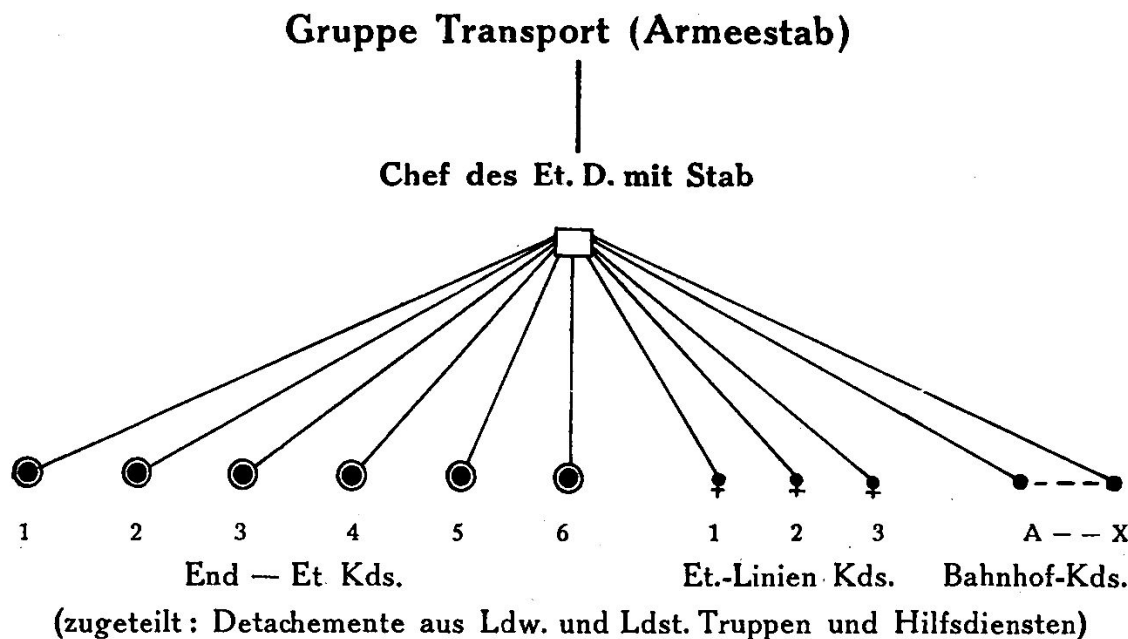 Gruppe Transport (Armeestab)
Chef des Et. D. mit Stab
1 2 3 4 5 6 1 2 3 A – – X
End — Et Kds. Et.-Linien Kds. Bahnhof-Kds.
(zugeteilt: Detachemente aus Ldw. und Ldst. Truppen und Hilfsdiensten)